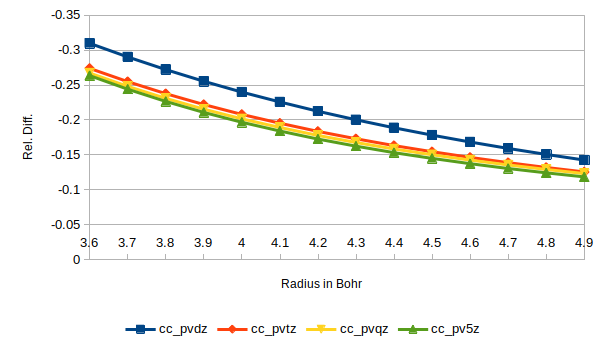 -0.35
-0.3
-0.25
-0.2
-0.15
-0.1
-0.05
0
Rel. Diff.
3.6 3.7 3.8 3.9 4 4.1 4.2 4.3 4.4 4.5 4.6 4.7 4.8 4.9
Radius in Bohr
cc_pvdz cc_pvtz cc_pvqz cc_pv5z